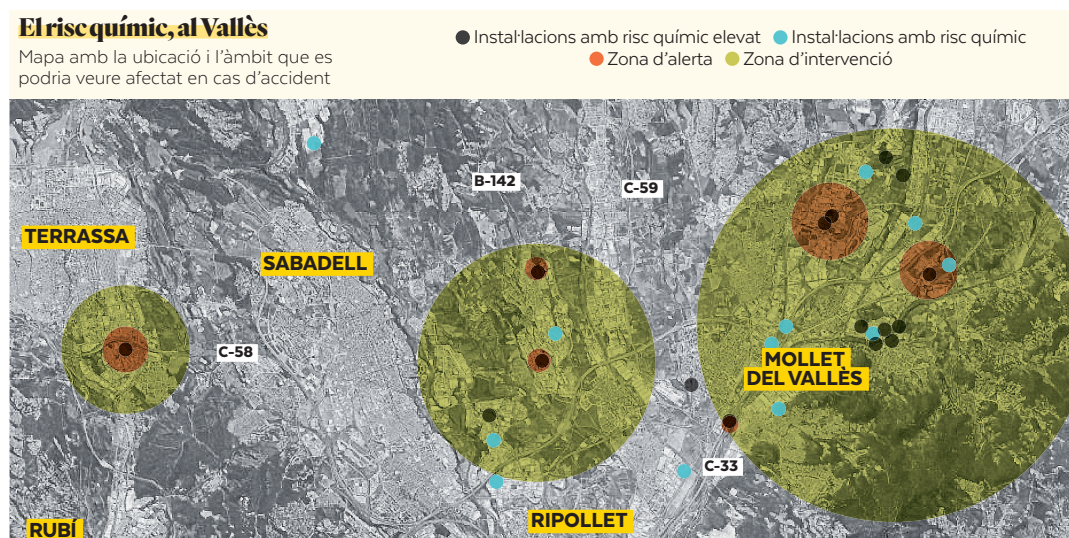 El risc químic, al Vallès
Mapa amb la ubicació i l'àmbit que es
podria veure afectat en cas d'accident
Instal·lacions amb risc químic elevat
Instal·lacions amb risc químic
Zona d'alerta
Zona d'intervenció
B-142
C-59
TERRASSA
SABADELL
C-58
MOLLET
DEL VALLÈS
C-33
RIPOLLET
RUBÍ